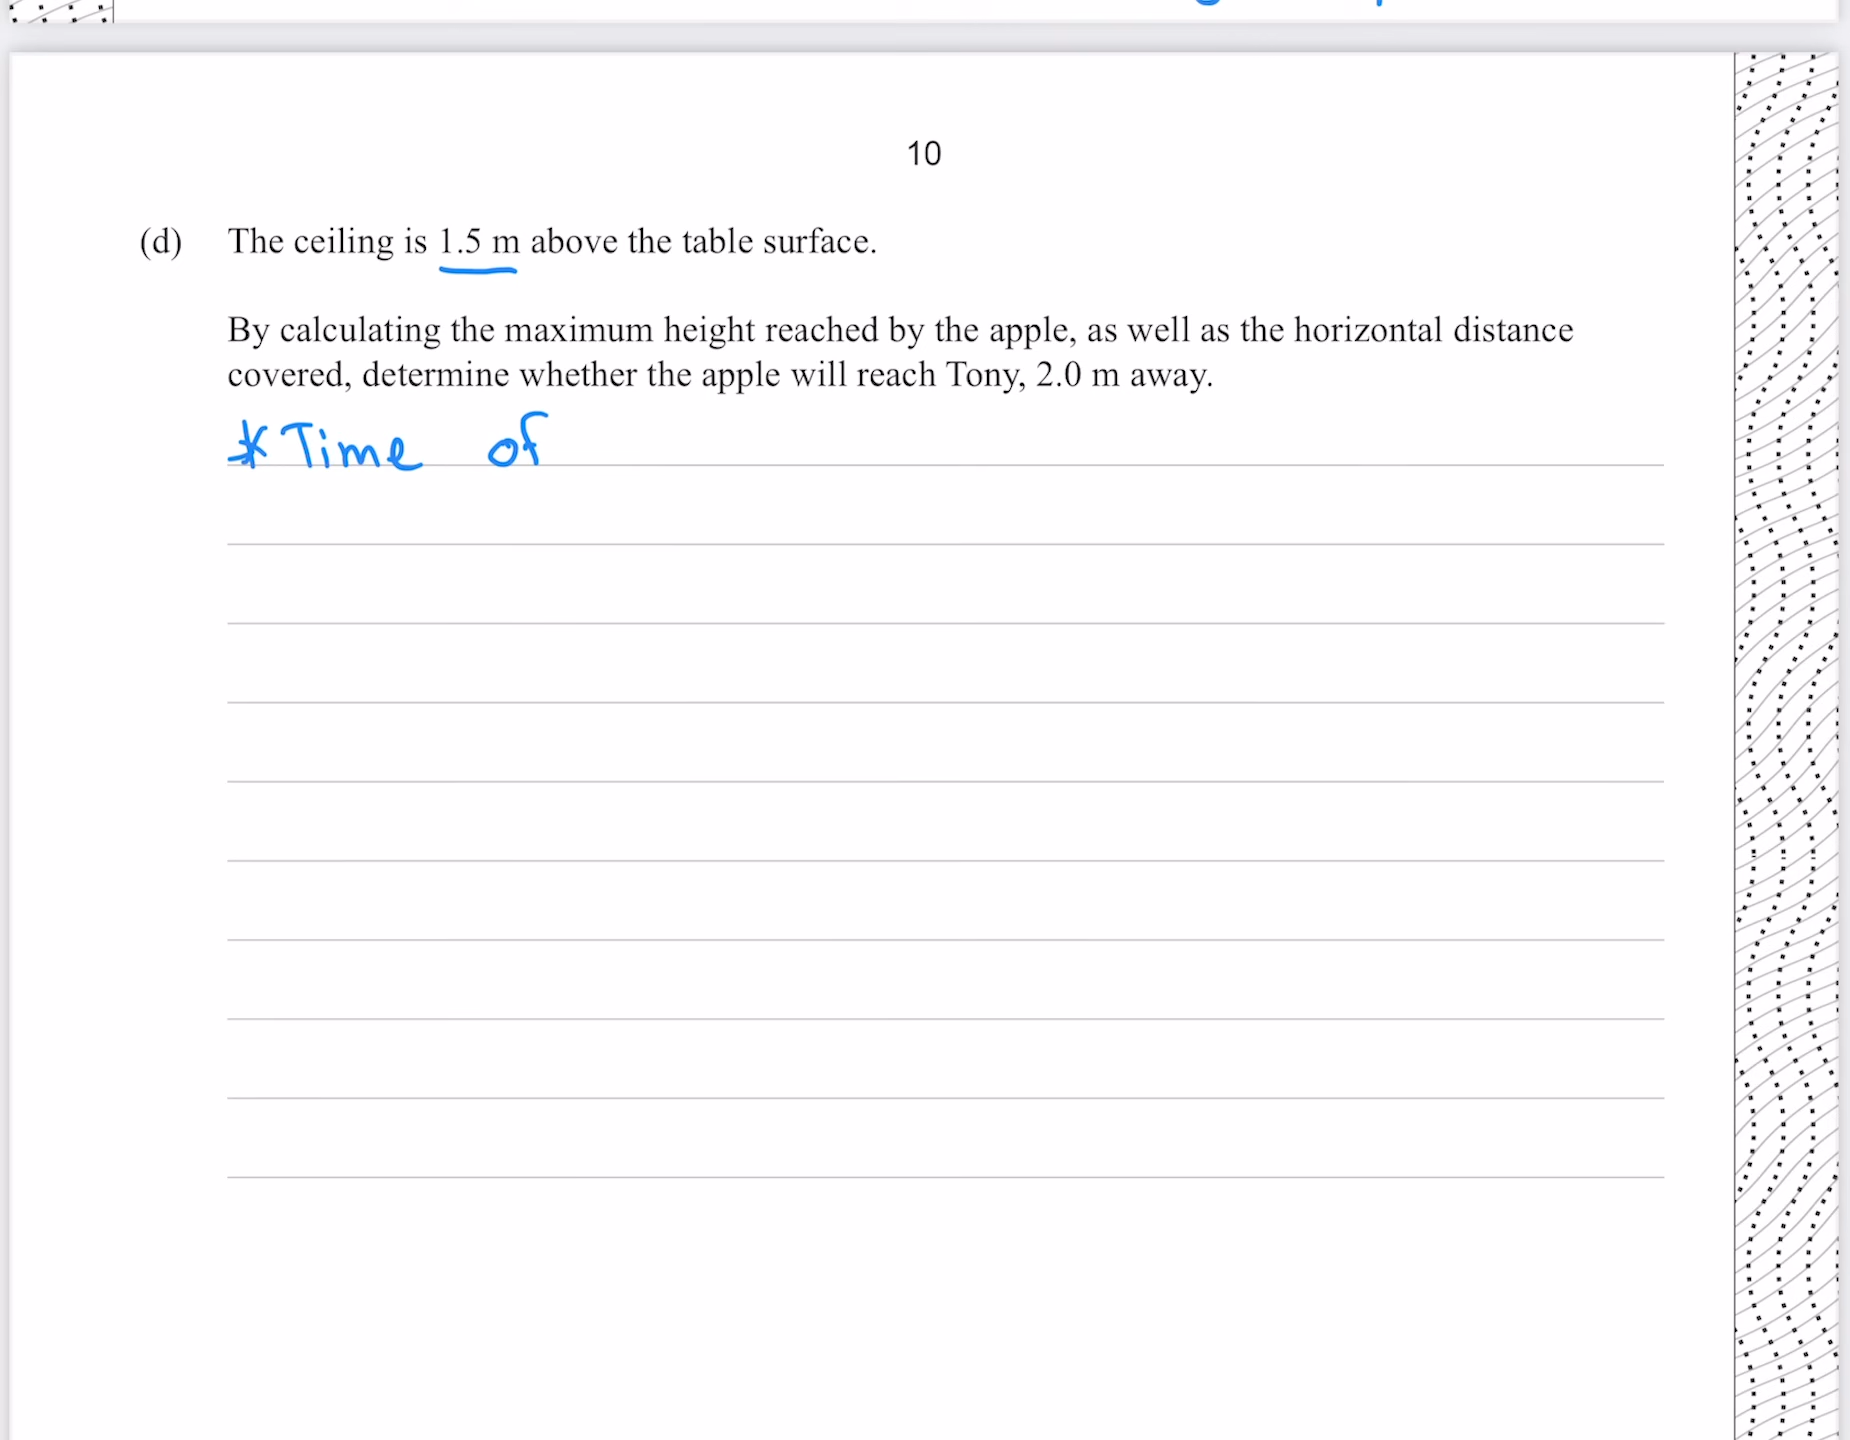 10
(d) The ceiling is 1.5 m above the table surface.
By calculating the maximum height reached by the apple, as well as the horizontal distance
covered, determine whether the apple will reach Tony, 2.0 m away.
* Time of